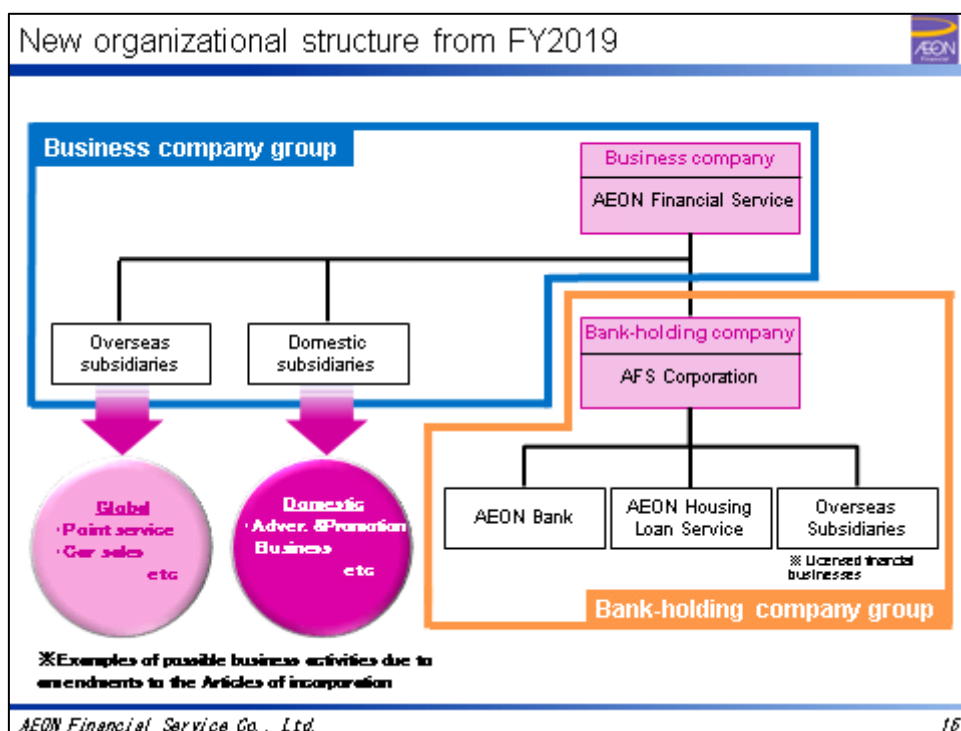 New organizational structure from FY2019
AEON
Financial
Business company group
Business company
AEON Financial Service
Overseas
subsidiaries
Domestic
subsidiaries
Bank-holding company
AFS Corporation
Global
・Point service
・Car sales
etc
Domestic
・Adver. &Promotion
Business
etc
AEON Bank
AEON Housing
Loan Service
Overseas
Subsidiaries
※ Licensed financial
businesses
Bank-holding company group
※Examples of possible business activities due to
amendments to the Articles of incorporation
AEON Financial Service Co., Ltd.